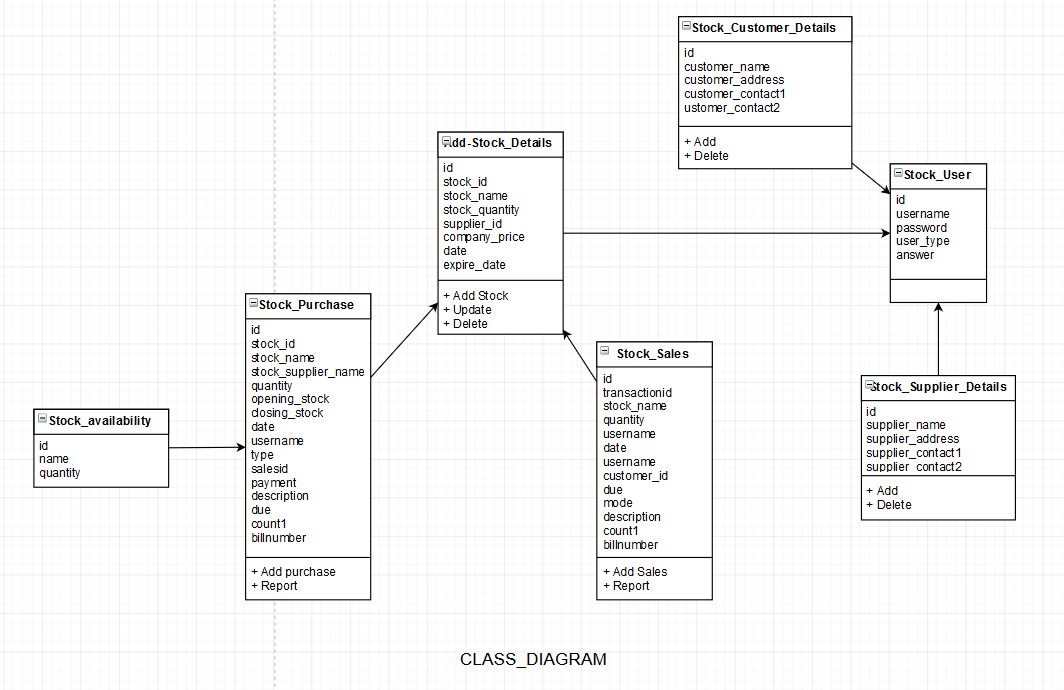 Stock_Customer_Details
id
customer_name
customer_address
customer_contact1
ustomer_contact2
+ Add
+ Delete
dd-Stock_Details
id
stock_id
stock_name
stock_quantity
supplier_id
company_price
date
expire_date
+ Add Stock
+ Update
+ Delete
Stock_User
id
username
password
user_type
answer
Stock_Purchase
id
stock_id
stock_name
stock_supplier_name
quantity
opening_stock
closing_stock
date
username
type
salesid
payment
description
due
count1
billnumber
+ Add purchase
+ Report
Stock_Sales
id
transactionid
stock_name
quantity
username
date
username
customer_id
due
mode
description
count1
billnumber
+ Add Sales
+ Report
Stock_Supplier_Details
id
supplier_name
supplier_address
supplier_contact1
supplier_contact2
+ Add
+ Delete
Stock_availability
id
name
quantity
CLASS_DIAGRAM